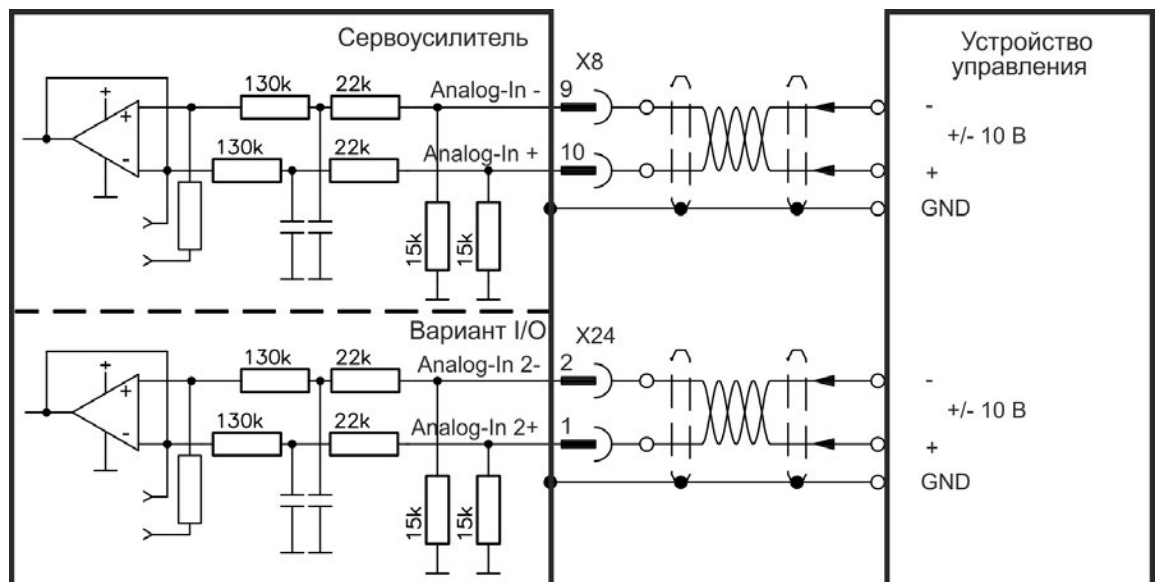 Сервоусилитель
X8
Устройство
управления
130k
22k
Analog-In -
9
-
+
+/- 10 В
130k
22k
Analog-In +
10
+
-
GND
15k
15k
Вариант I/O
X24
130k
22k
Analog-In 2-
2
-
+
+/- 10 В
130k
22k
Analog-In 2+
1
+
-
GND
15k
15k